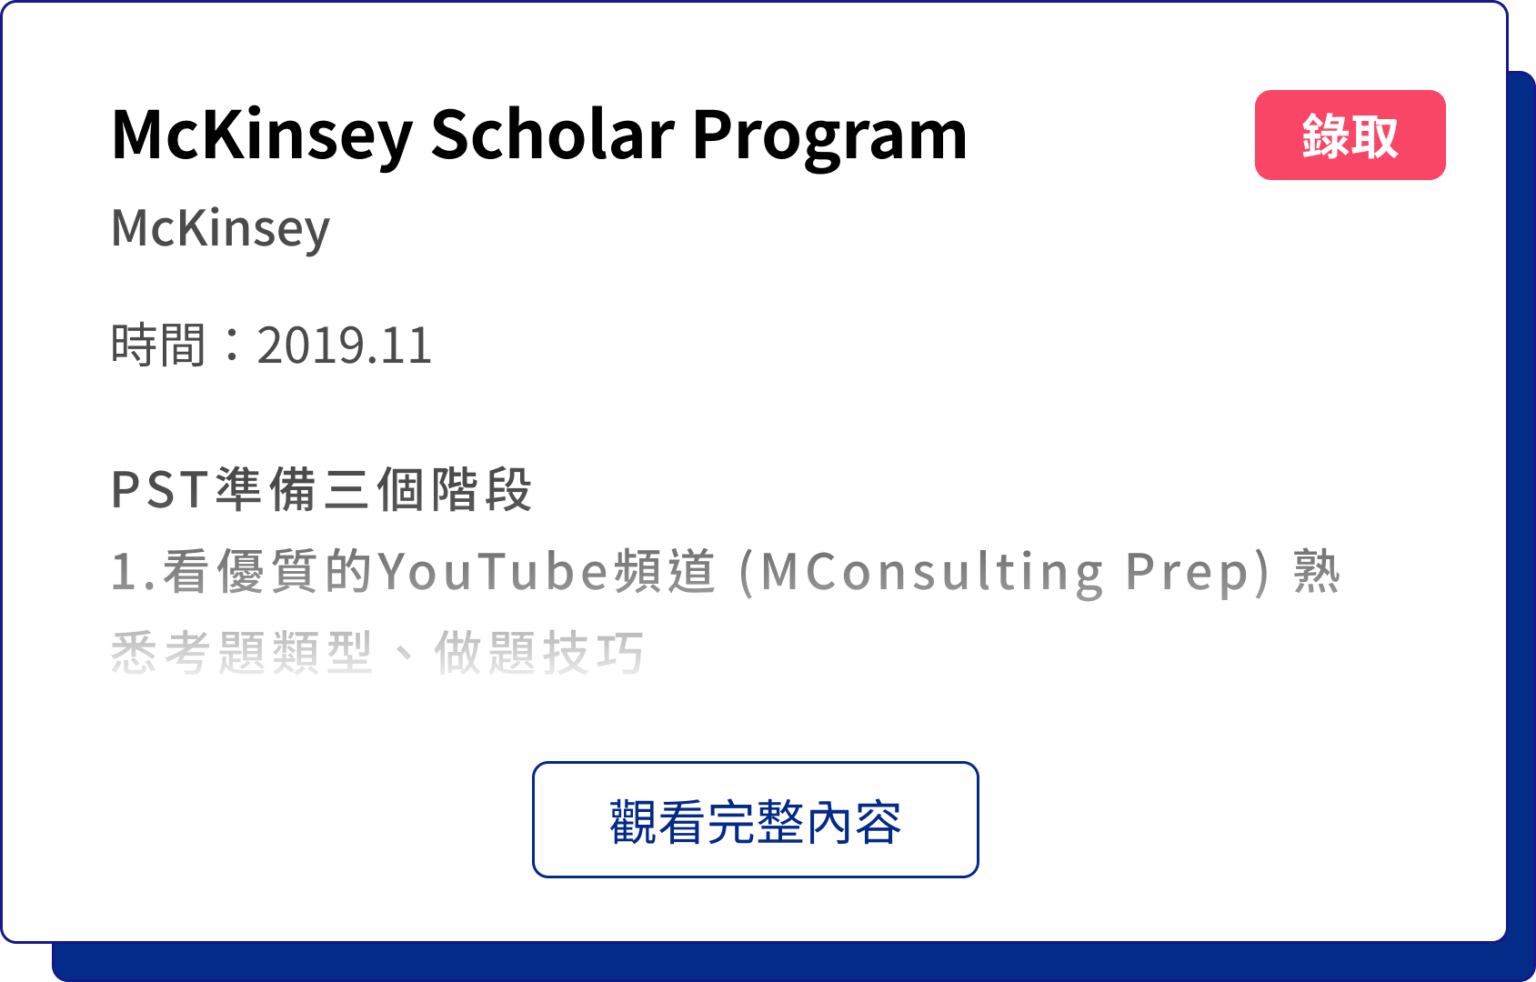 McKinsey Scholar Program
錄取
McKinsey
時間：2019.11
PST準備三個階段
1.看優質的YouTube頻道 (MConsulting Prep) 熟
悉考題類型、做題技巧
觀看完整內容